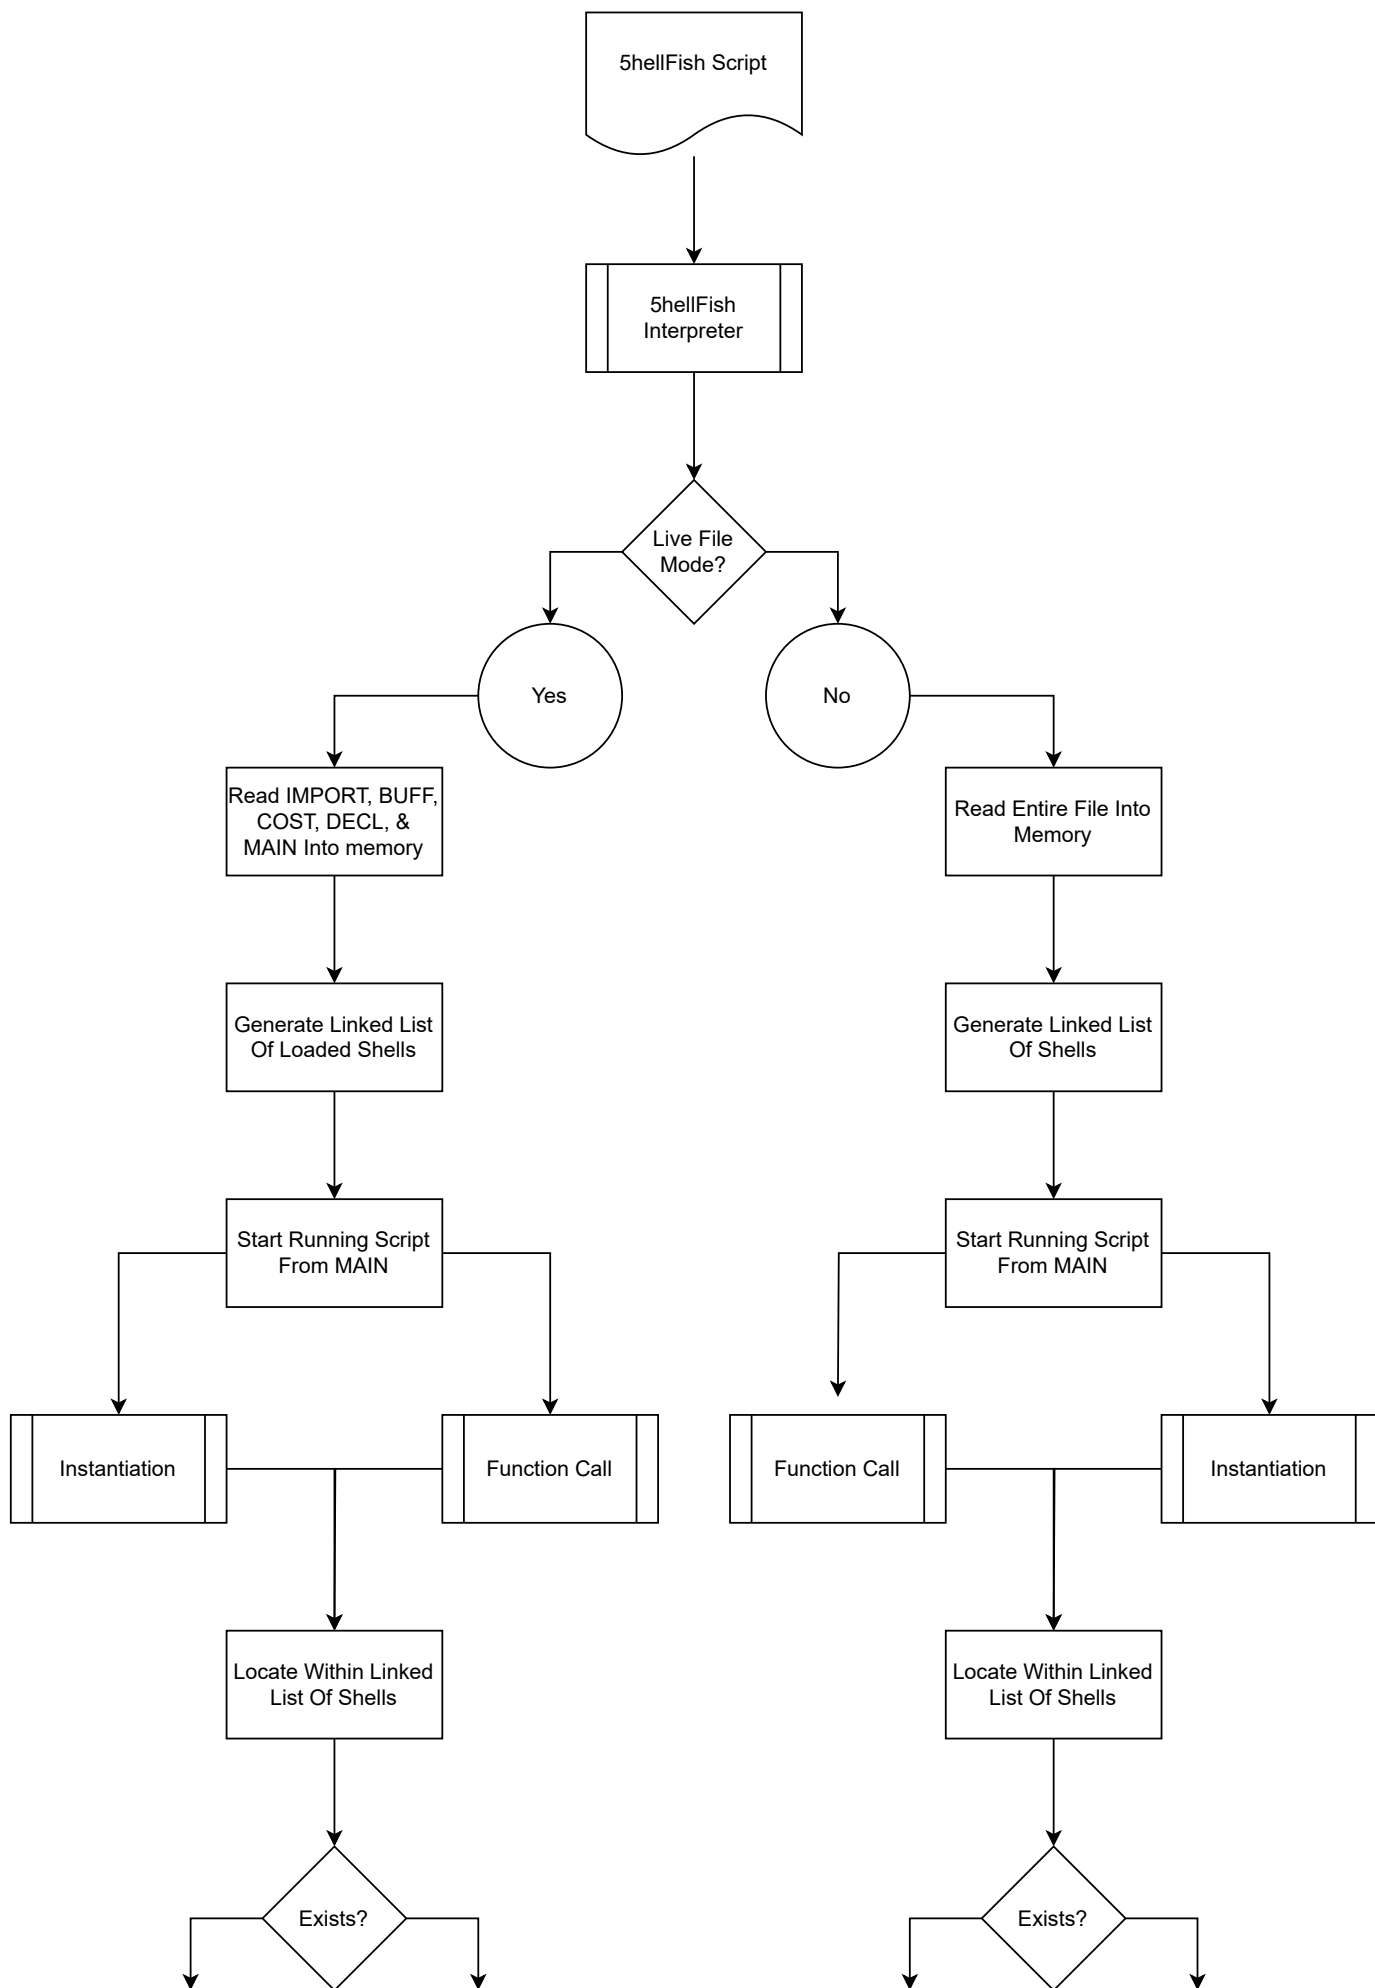 5hellFish Script
5hellFish
Interpreter
Live File
Mode?
Yes
No
Read IMPORT, BUFF,
COST, DECL, &
MAIN Into memory
Read Entire File Into
Memory
Generate Linked List
Of Loaded Shells
Generate Linked List
Of Shells
Start Running Script
From MAIN
Start Running Script
From MAIN
Instantiation
Function Call
Function Call
Instantiation
Locate Within Linked
List Of Shells
Locate Within Linked
List Of Shells
Exists?
Exists?